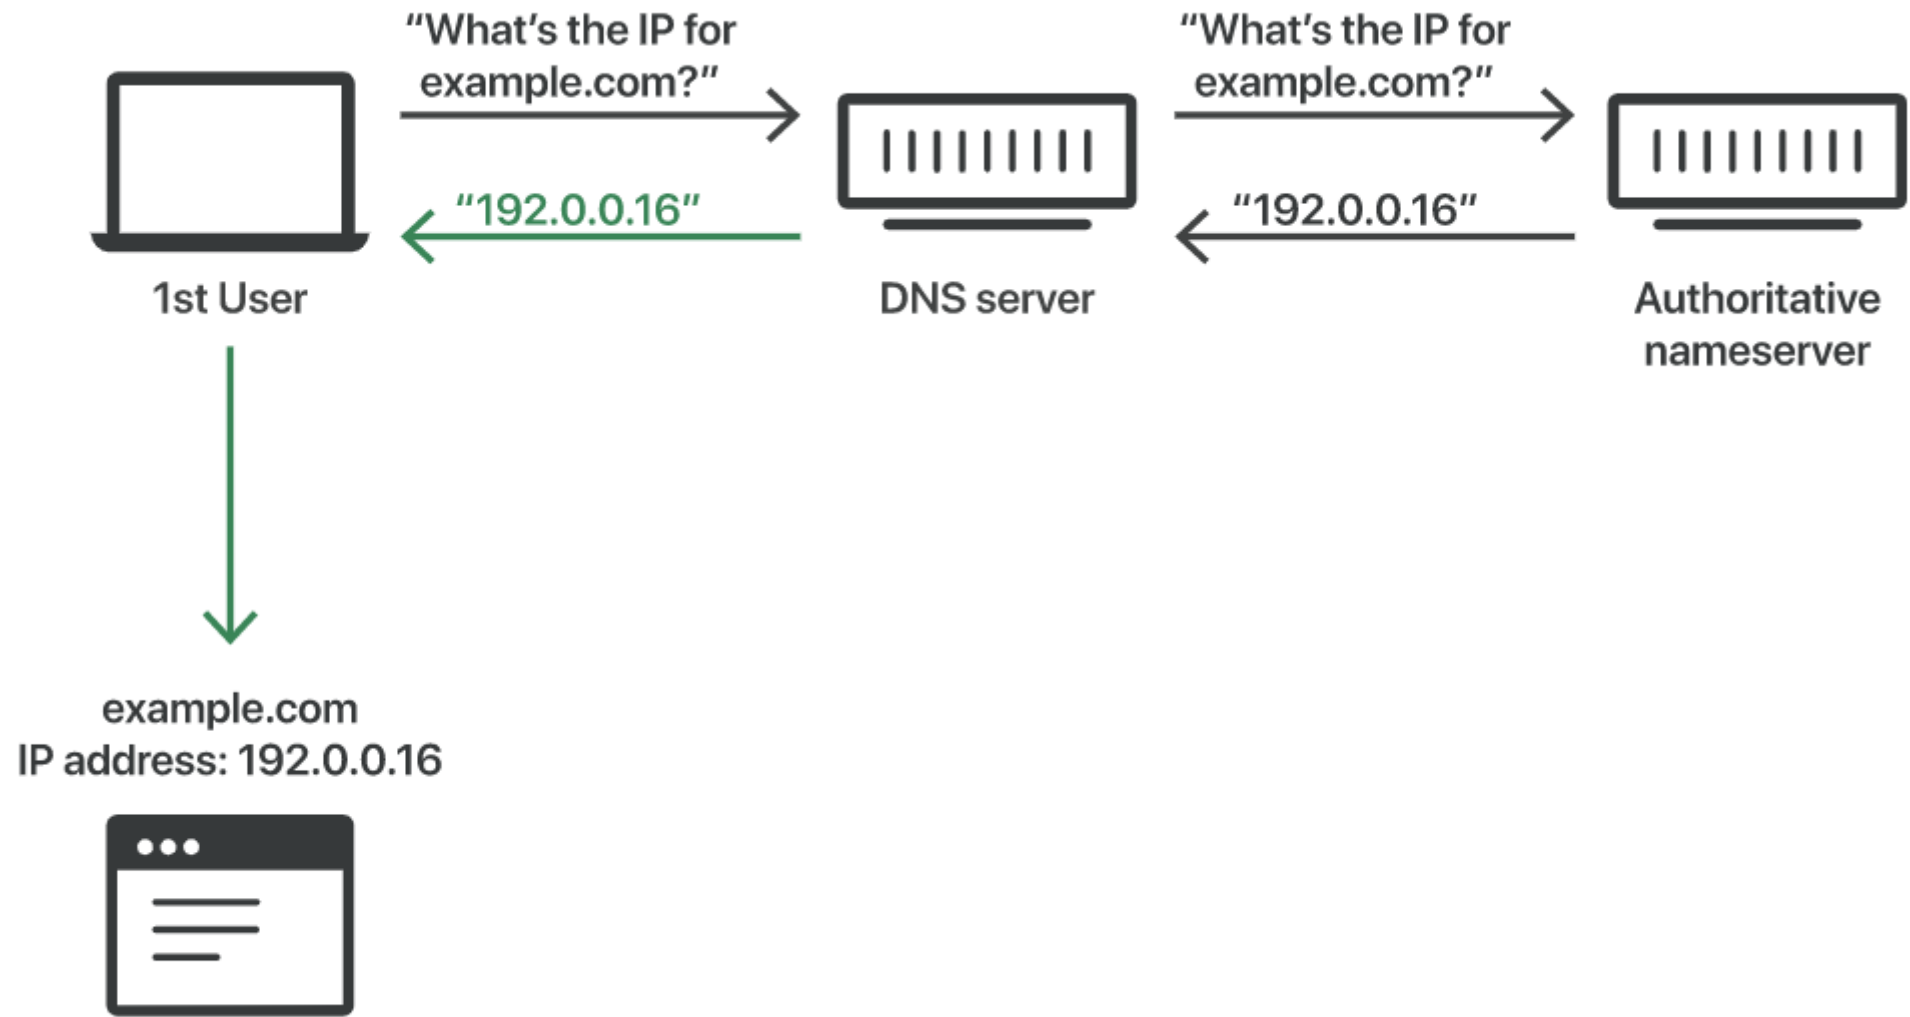 “What’s the IP for
example.com?”
“What’s the IP for
example.com?”
“192.0.0.16”
“192.0.0.16”
1st User
DNS server
Authoritative
nameserver
example.com
IP address: 192.0.0.16